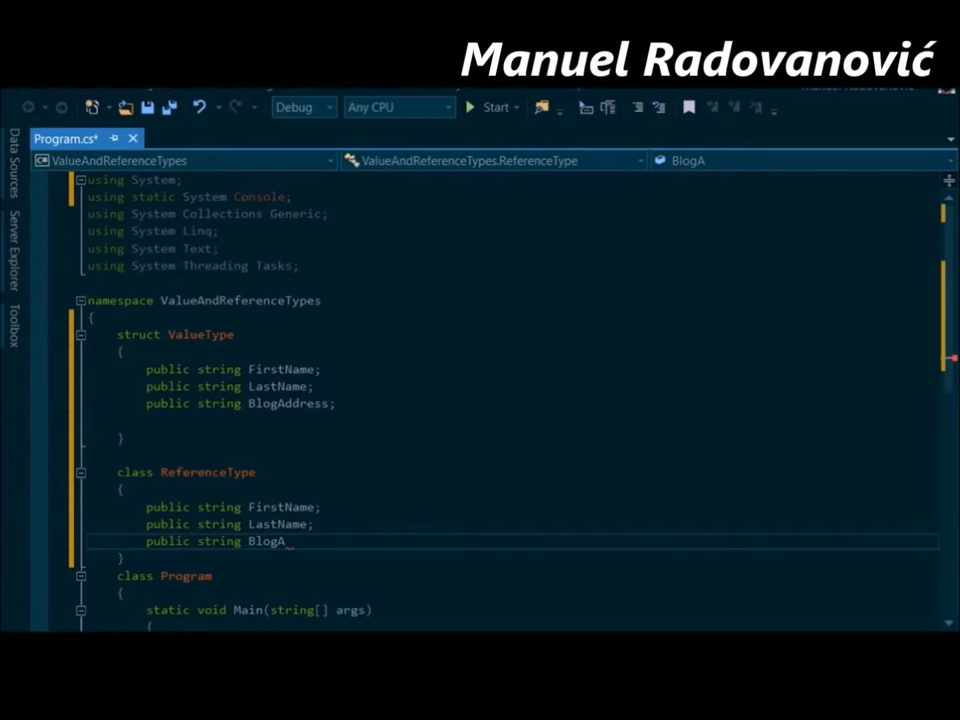 Manuel Radovanović
Debug Any CPU Start
Program.cs*
ValueAndReferenceTypes ValueAndReferenceTypes.ReferenceType BlogA
Data Sources
Server Explorer
Toolbox
using System;
using static System Console;
using System Collections Generic;
using System Linq;
using System Text;
using System Threading Tasks;
namespace ValueAndReferenceTypes
{
struct ValueType
{
public string FirstName;
public string LastName;
public string BlogAddress;
}
class ReferenceType
{
public string FirstName;
public string LastName;
public string BlogA
}
class Program
{
static void Main(string[] args)
{